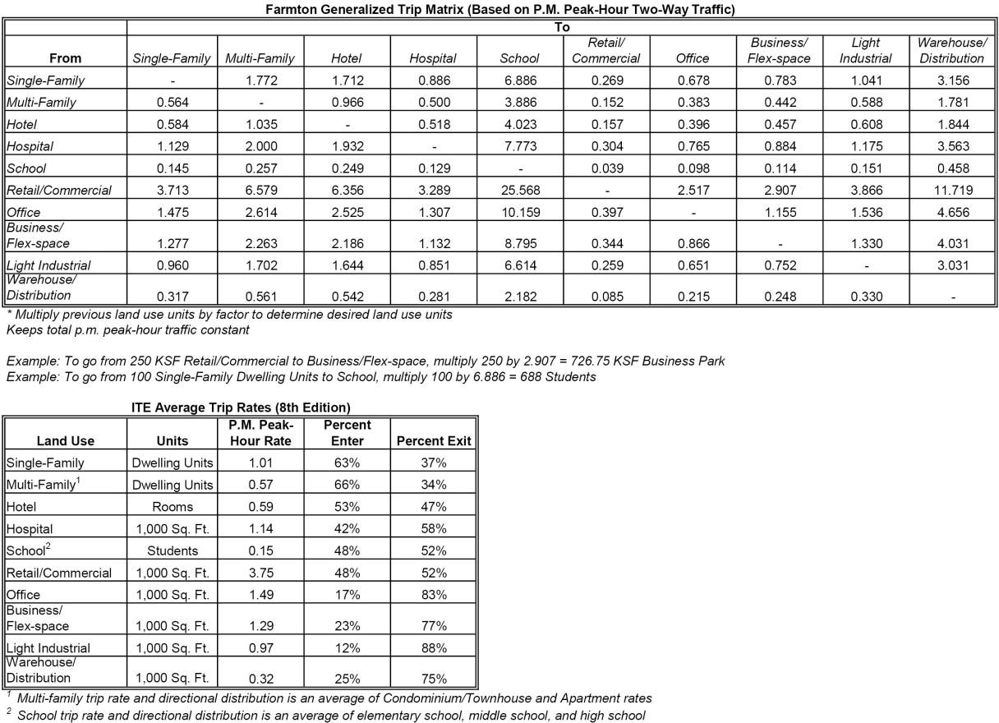 Farmton Generalized Trip Matrix (Based on P.M. Peak-Hour Two-Way Traffic)
To
From Single-Family Multi-Family Hotel Hospital School Retail/ Commercial Office Business/ Flex-space Light Industrial Warehouse/ Distribution
Single-Family - 1.772 1.712 0.886 6.886 0.269 0.678 0.783 1.041 3.156
Multi-Family 0.564 - 0.966 0.500 3.886 0.152 0.383 0.442 0.588 1.781
Hotel 0.584 1.035 - 0.518 4.023 0.157 0.396 0.457 0.608 1.844
Hospital 1.129 2.000 1.932 - 7.773 0.304 0.765 0.884 1.175 3.563
School 0.145 0.257 0.249 0.129 - 0.039 0.098 0.114 0.151 0.458
Retail/Commercial 3.713 6.579 6.356 3.289 25.568 - 2.517 2.907 3.866 11.719
Office 1.475 2.614 2.525 1.307 10.159 0.397 - 1.155 1.536 4.656
Business/
Flex-space 1.277 2.263 2.186 1.132 8.795 0.344 0.866 - 1.330 4.031
Light Industrial 0.960 1.702 1.644 0.851 6.614 0.259 0.651 0.752 - 3.031
Warehouse/
Distribution 0.317 0.561 0.542 0.281 2.182 0.085 0.215 0.248 0.330 -
* Multiply previous land use units by factor to determine desired land use units
Keeps total p.m. peak-hour traffic constant
Example: To go from 250 KSF Retail/Commercial to Business/Flex-space, multiply 250 by 2.907 = 726.75 KSF Business Park
Example: To go from 100 Single-Family Dwelling Units to School, multiply 100 by 6.886 = 688 Students
ITE Average Trip Rates (8th Edition)
Land Use Units P.M. Peak-Hour Rate Percent Enter Percent Exit
Single-Family Dwelling Units 1.01 63% 37%
Multi-Family1 Dwelling Units 0.57 66% 34%
Hotel Rooms 0.59 53% 47%
Hospital 1,000 Sq. Ft. 1.14 42% 58%
School2 Students 0.15 48% 52%
Retail/Commercial 1,000 Sq. Ft. 3.75 48% 52%
Office 1,000 Sq. Ft. 1.49 17% 83%
Business/
Flex-space 1,000 Sq. Ft. 1.29 23% 77%
Light Industrial 1,000 Sq. Ft. 0.97 12% 88%
Warehouse/
Distribution 1,000 Sq. Ft. 0.32 25% 75%
1 Multi-family trip rate and directional distribution is an average of Condominium/Townhouse and Apartment rates
2 School trip rate and directional distribution is an average of elementary school, middle school, and high school